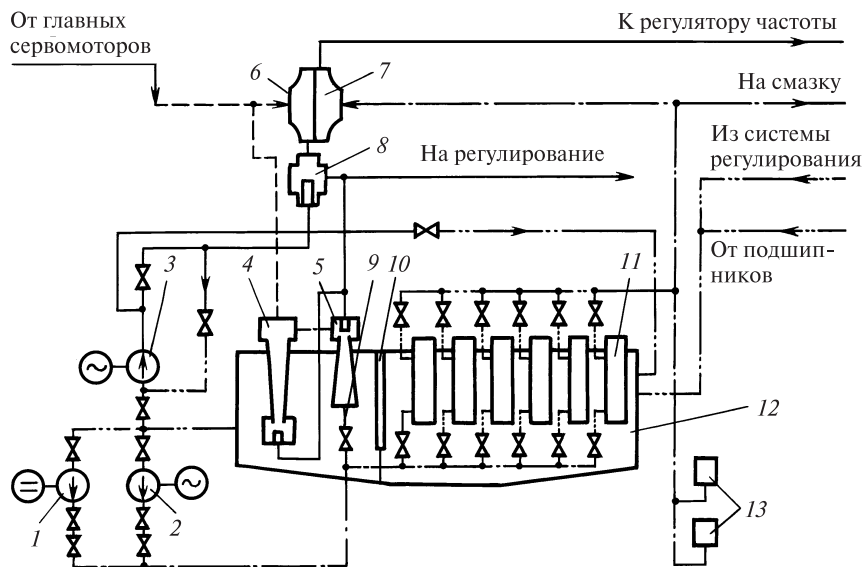 От главных
сервомоторов
К регулятору частоты
6
7
На смазку
8
На регулирование
Из системы
регулирования
От подшип-
ников
3
4
5
9
10
11
12
1
2
13